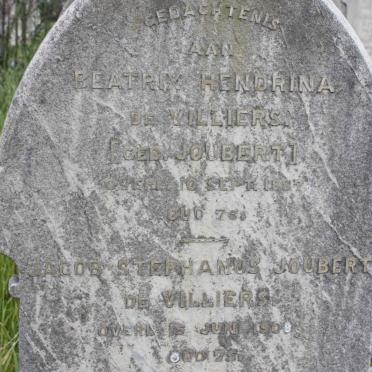 GEDACHTENIS
AAN
BEATRIX HENDRINA
DE VILLIERS
[GEB. JOUBERT]
OVERL. 10 SEPT.
OUD
JACOB STEPHANUS JOUBERT
DE VILLIERS
OVERL. JUNI
OUD